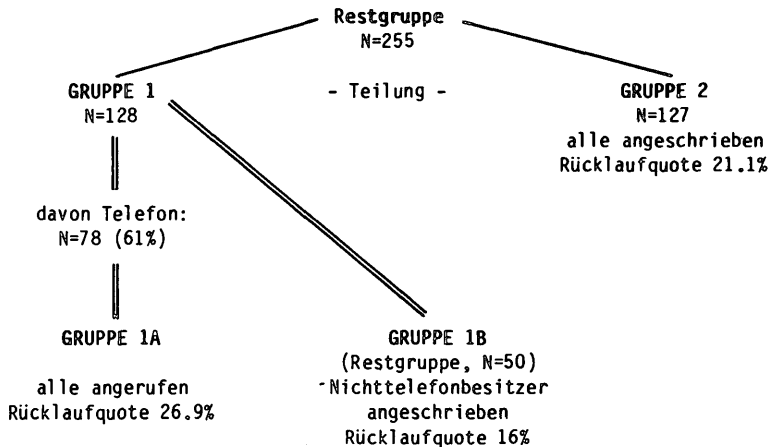 Restgruppe
N=255
GRUPPE 1
N=128
- Teilung -
GRUPPE 2
N=127
alle angeschrieben
Rücklaufquote 21.1%
davon Telefon:
N=78 (61%)
GRUPPE 1A
alle angerufen
Rücklaufquote 26.9%
GRUPPE 1B
(Restgruppe, N=50)
-Nichttelefonbesitzer
angeschrieben
Rücklaufquote 16%